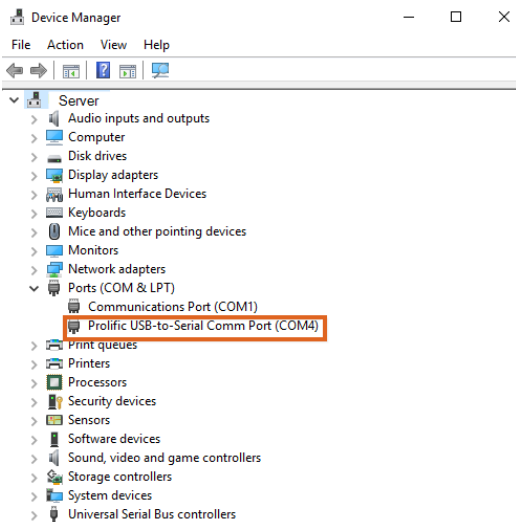 Device Manager
File Action View Help
Server
Audio inputs and outputs
Computer
Disk drives
Display adapters
Human Interface Devices
Keyboards
Mice and other pointing devices
Monitors
Network adapters
Ports (COM & LPT)
Communications Port (COM1)
Prolific USB-to-Serial Comm Port (COM4)
Print queues
Printers
Processors
Security devices
Sensors
Software devices
Sound, video and game controllers
Storage controllers
System devices
Universal Serial Bus controllers